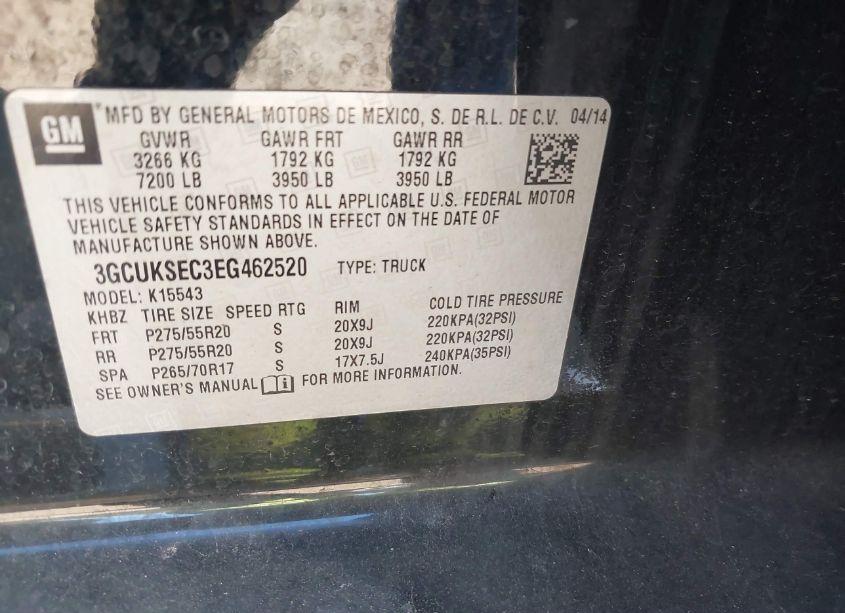 GM
*MFD BY GENERAL MOTORS DE MEXICO, S. DE R.L. DE C.V. 04/14
GVWR GAWR FRT GAWR RR
3266 KG 1792 KG 1792 KG
7200 LB 3950 LB 3950 LB
THIS VEHICLE CONFORMS TO ALL APPLICABLE U.S. FEDERAL MOTOR
VEHICLE SAFETY STANDARDS IN EFFECT ON THE DATE OF
MANUFACTURE SHOWN ABOVE.
3GCUKSEC3EG462520 TYPE: TRUCK
MODEL: K15543
KHBZ TIRE SIZE SPEED RTG RIM COLD TIRE PRESSURE
FRT P275/55R20 S 20X9J 220KPA(32PSI)
RR P275/55R20 S 20X9J 220KPA(32PSI)
SPA P265/70R17 S 17X7.5J 240KPA(35PSI)
SEE OWNER'S MANUAL FOR MORE INFORMATION.